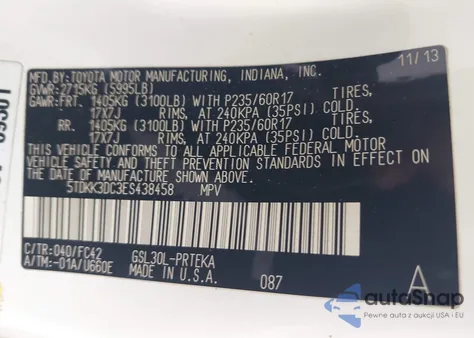 MFD. BY: TOYOTA MOTOR MANUFACTURING, INDIANA, INC. 11/13
GVWR: 2715KG (5995LB)
GAWR: FRT. 1405KG (3100LB) WITH P235/60R17 TIRES,
17X7J RIMS, AT 240KPA (35PSI) COLD.
RR. 1405KG (3100LB) WITH P235/60R17 TIRES,
17X7J RIMS, AT 240KPA (35PSI) COLD.
THIS VEHICLE CONFORMS TO ALL APPLICABLE FEDERAL MOTOR
VEHICLE SAFETY AND THEFT PREVENTION STANDARDS IN EFFECT ON
THE DATE OF MANUFACTURE SHOWN ABOVE.
5TDKK3DC3ES438458 MPV
C/TR: 040/FC42 GSL30L-PRTEKA
A/TM: -01A/U660E MADE IN U.S.A. 087 A
autaSnap
Pewne auta z aukcji USA i EU